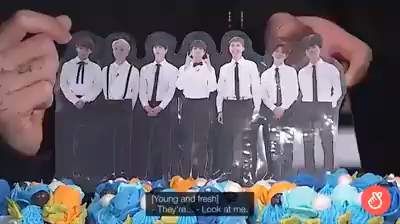 [Young and fresh]
- They're... - Look at me.